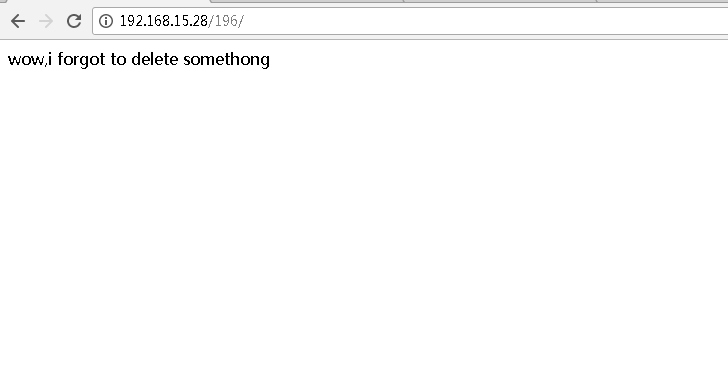 192.168.15.28/196/
wow,i forgot to delete somethong